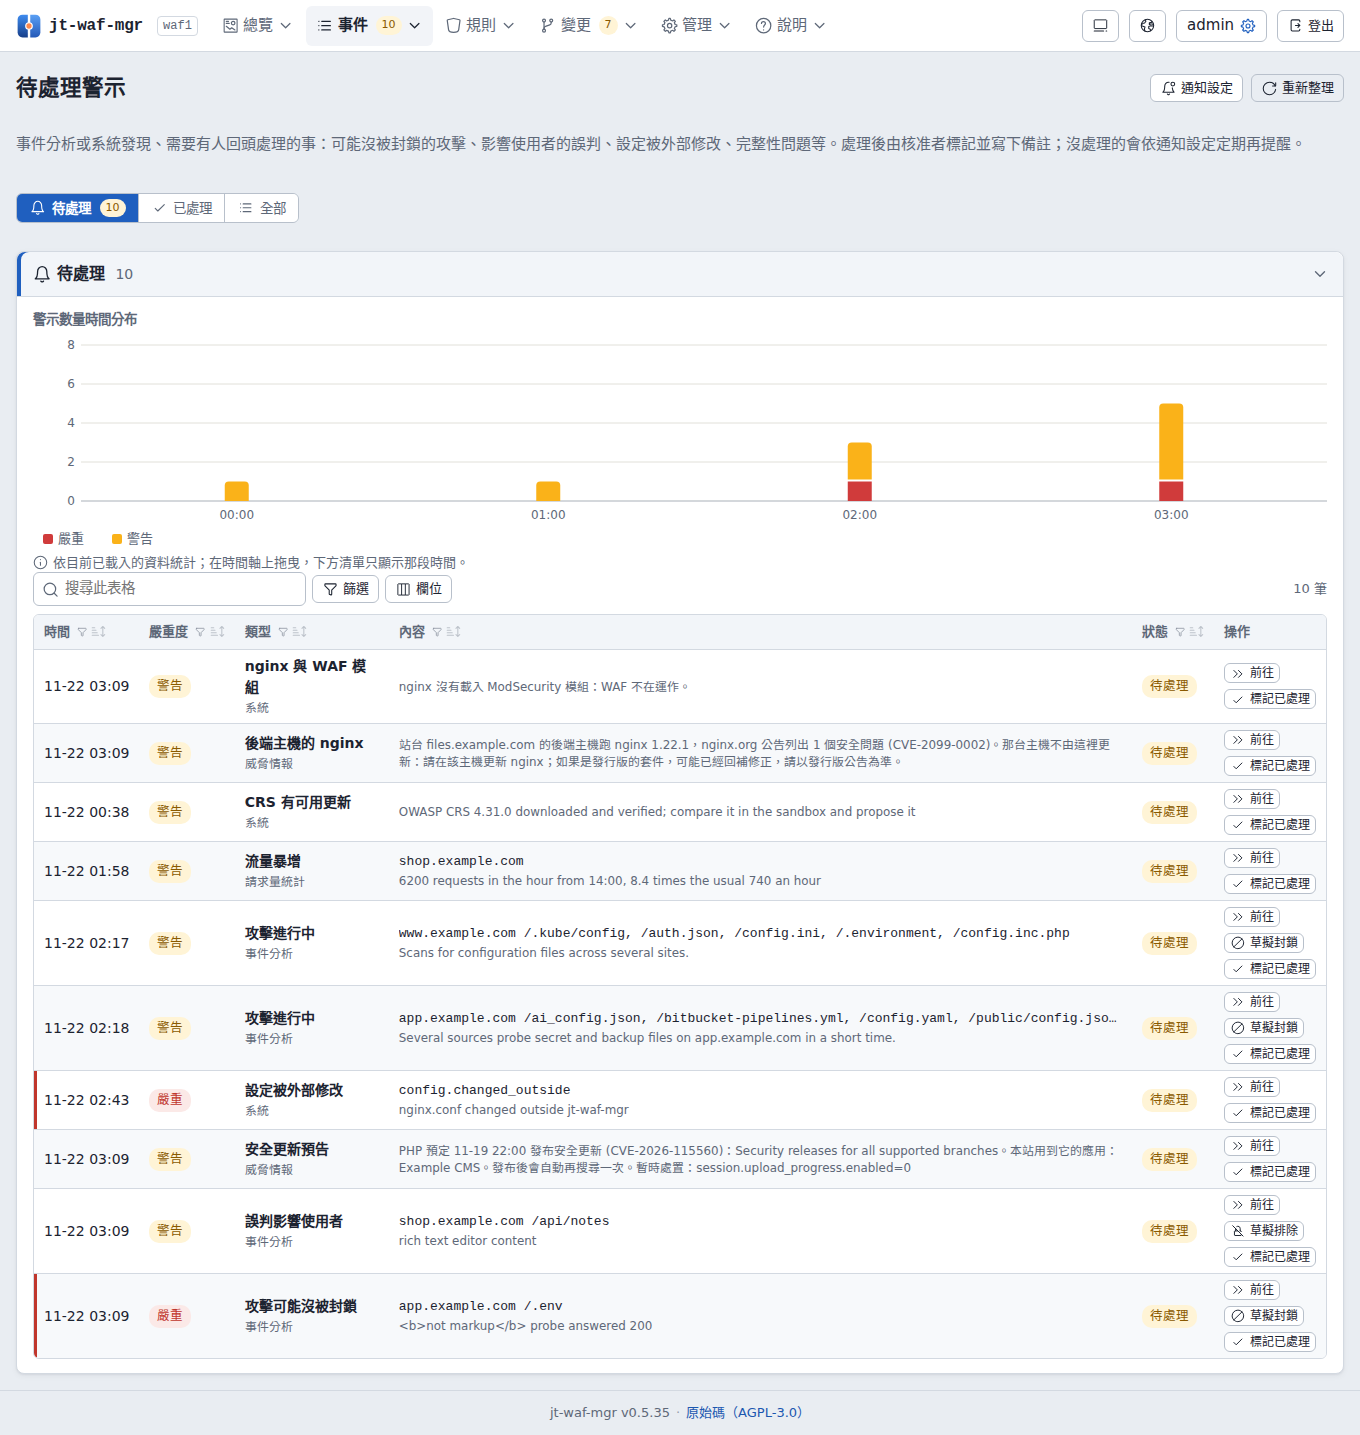 jt-waf-mgr waf1 總覽 事件 10 規則 變更 7 管理 說明 admin 登出
待處理警示
通知設定 重新整理
事件分析或系統發現、需要有人回頭處理的事：可能沒被封鎖的攻擊、影響使用者的誤判、設定被外部修改、完整性問題等。處理後由核准者標記並寫下備註；沒處理的會依通知設定定期再提醒。
待處理 10 已處理 全部
待處理 10
警示數量時間分布
8
6
4
2
0
00:00 01:00 02:00 03:00
嚴重 警告
依目前已載入的資料統計；在時間軸上拖曳，下方清單只顯示那段時間。
搜尋此表格 篩選 欄位 10 筆
時間 嚴重度 類型 內容 狀態 操作
11-22 03:09 警告 nginx 與 WAF 模組 系統 nginx 沒有載入 ModSecurity 模組：WAF 不在運作。 待處理 前往 標記已處理
11-22 03:09 警告 後端主機的 nginx 威脅情報 站台 files.example.com 的後端主機跑 nginx 1.22.1，nginx.org 公告列出 1 個安全問題 (CVE-2099-0002)。那台主機不由這裡更新：請在該主機更新 nginx；如果是發行版的套件，可能已經回補修正，請以發行版公告為準。 待處理 前往 標記已處理
11-22 00:38 警告 CRS 有可用更新 系統 OWASP CRS 4.31.0 downloaded and verified; compare it in the sandbox and propose it 待處理 前往 標記已處理
11-22 01:58 警告 流量暴增 請求量統計 shop.example.com 6200 requests in the hour from 14:00, 8.4 times the usual 740 an hour 待處理 前往 標記已處理
11-22 02:17 警告 攻擊進行中 事件分析 www.example.com /.kube/config, /auth.json, /config.ini, /.environment, /config.inc.php Scans for configuration files across several sites. 待處理 前往 草擬封鎖 標記已處理
11-22 02:18 警告 攻擊進行中 事件分析 app.example.com /ai_config.json, /bitbucket-pipelines.yml, /config.yaml, /public/config.jso… Several sources probe secret and backup files on app.example.com in a short time. 待處理 前往 草擬封鎖 標記已處理
11-22 02:43 嚴重 設定被外部修改 系統 config.changed_outside nginx.conf changed outside jt-waf-mgr 待處理 前往 標記已處理
11-22 03:09 警告 安全更新預告 威脅情報 PHP 預定 11-19 22:00 發布安全更新 (CVE-2026-115560)：Security releases for all supported branches。本站用到它的應用：Example CMS。發布後會自動再搜尋一次。暫時處置：session.upload_progress.enabled=0 待處理 前往 標記已處理
11-22 03:09 警告 誤判影響使用者 事件分析 shop.example.com /api/notes rich text editor content 待處理 前往 草擬排除 標記已處理
11-22 03:09 嚴重 攻擊可能沒被封鎖 事件分析 app.example.com /.env <b>not markup</b> probe answered 200 待處理 前往 草擬封鎖 標記已處理
jt-waf-mgr v0.5.35 · 原始碼（AGPL-3.0）